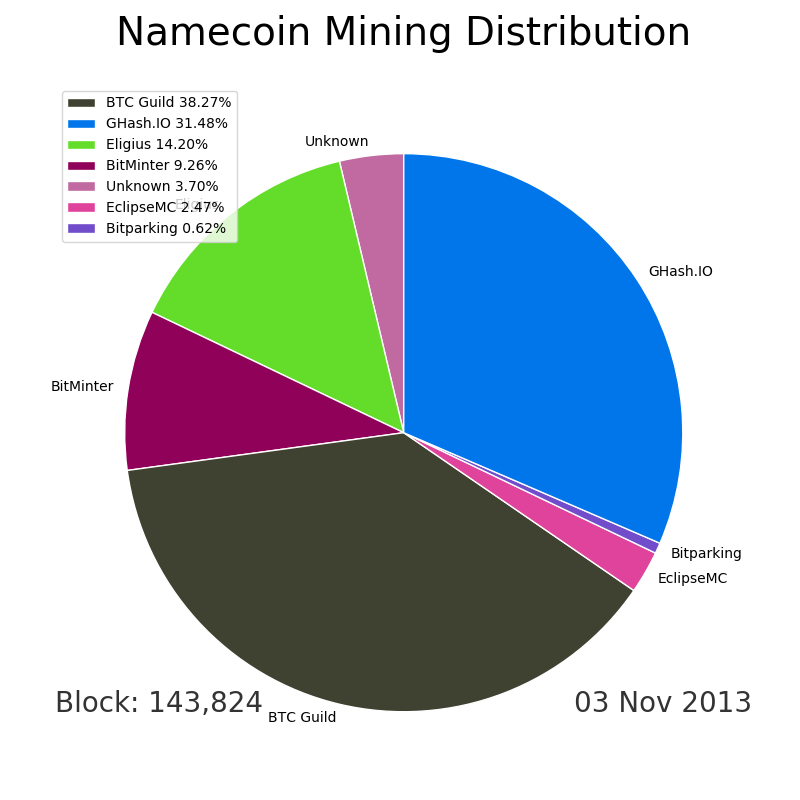 Namecoin Mining Distribution
BTC Guild 38.27%
GHash.IO 31.48%
Eligius 14.20%
BitMinter 9.26%
Unknown 3.70%
EclipseMC 2.47%
Bitparking 0.62%
Unknown
Eligius
GHash.IO
BitMinter
Bitparking
EclipseMC
Block: 143,824
03 Nov 2013
BTC Guild